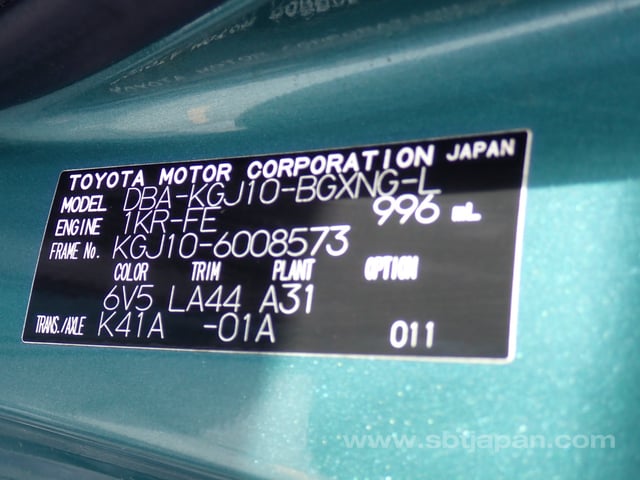 TOYOTA MOTOR CORPORATION JAPAN
MODEL DBA-KGJ10-BGXNG-L
ENGINE 1KR-FE 996 mL
FRAME No. KGJ10-6008573
COLOR TRIM PLANT OPTION
6V5 LA44 A31
TRANS./AXLE K41A -01A 011
www.sbtjapan.com